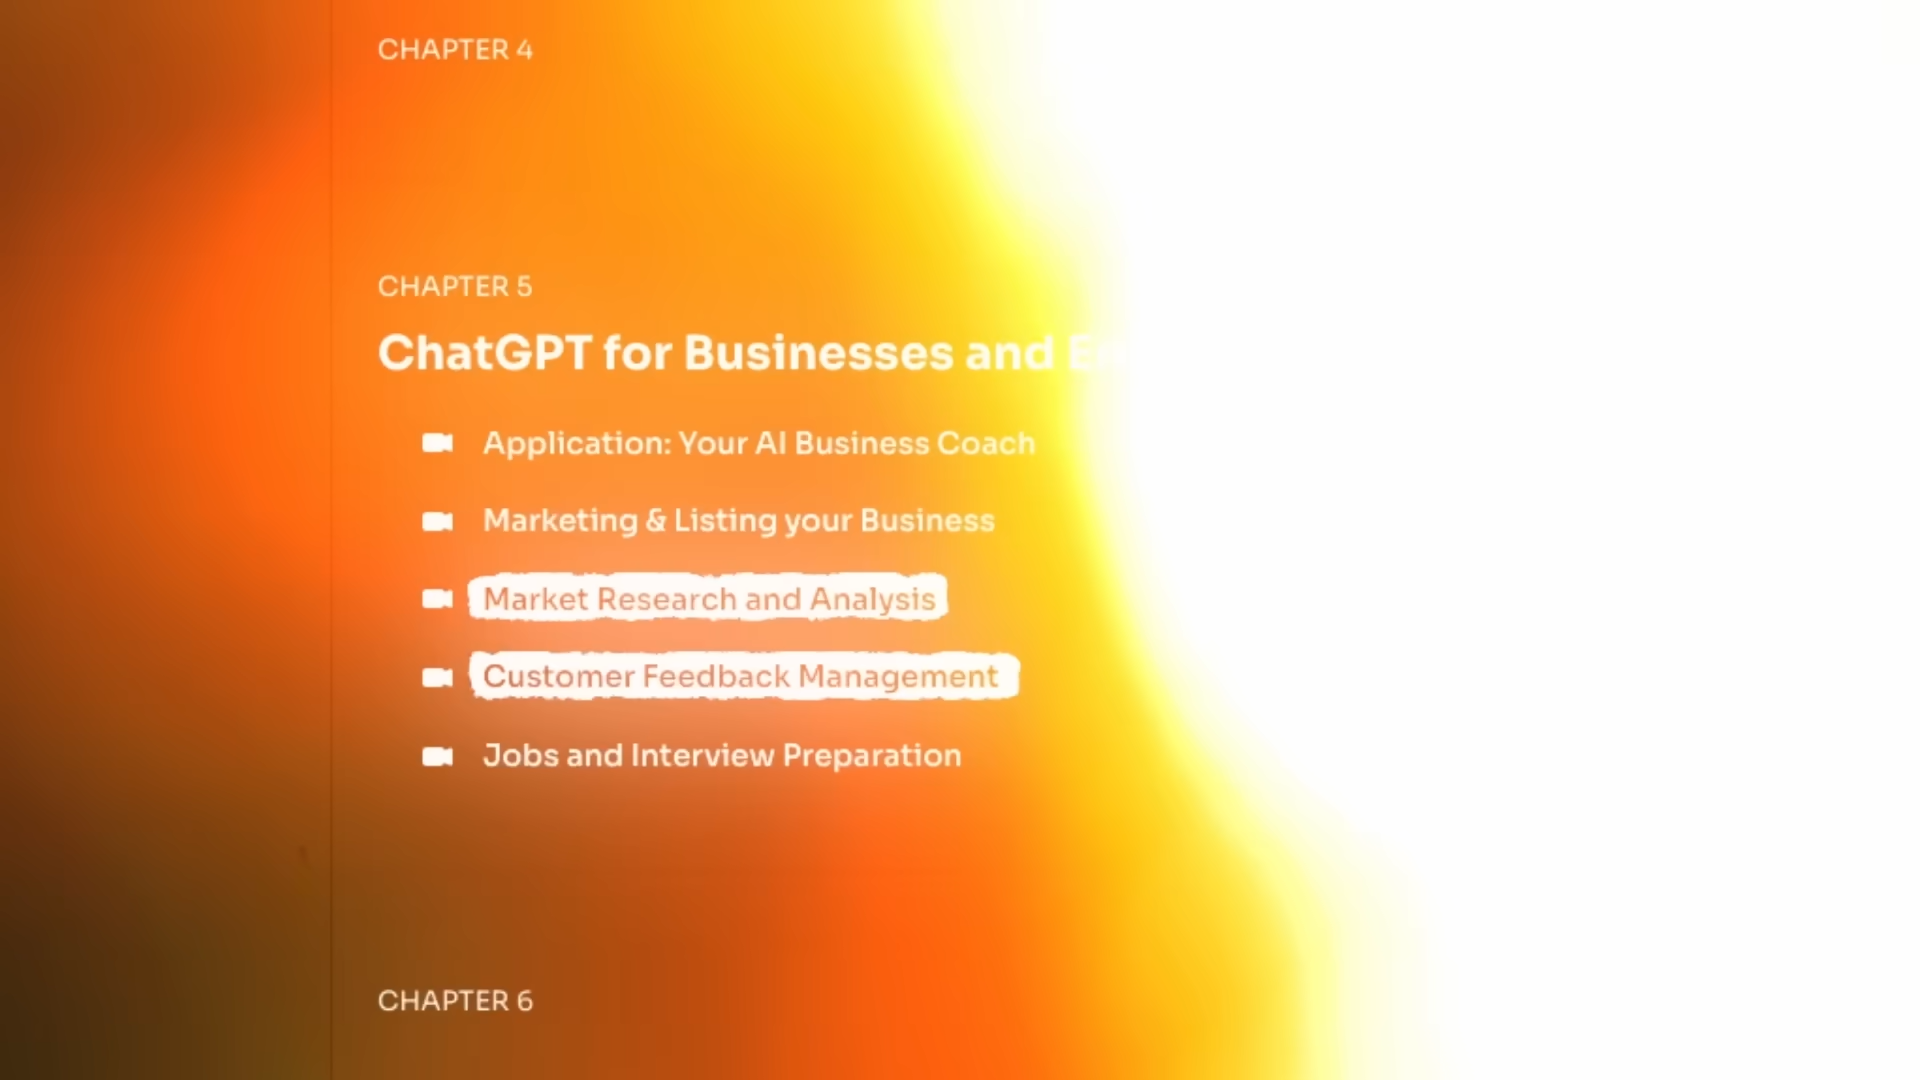 CHAPTER 4
CHAPTER 5
ChatGPT for Businesses and
Application: Your AI Business Coach
Marketing & Listing your Business
Market Research and Analysis
Customer Feedback Management
Jobs and Interview Preparation
CHAPTER 6